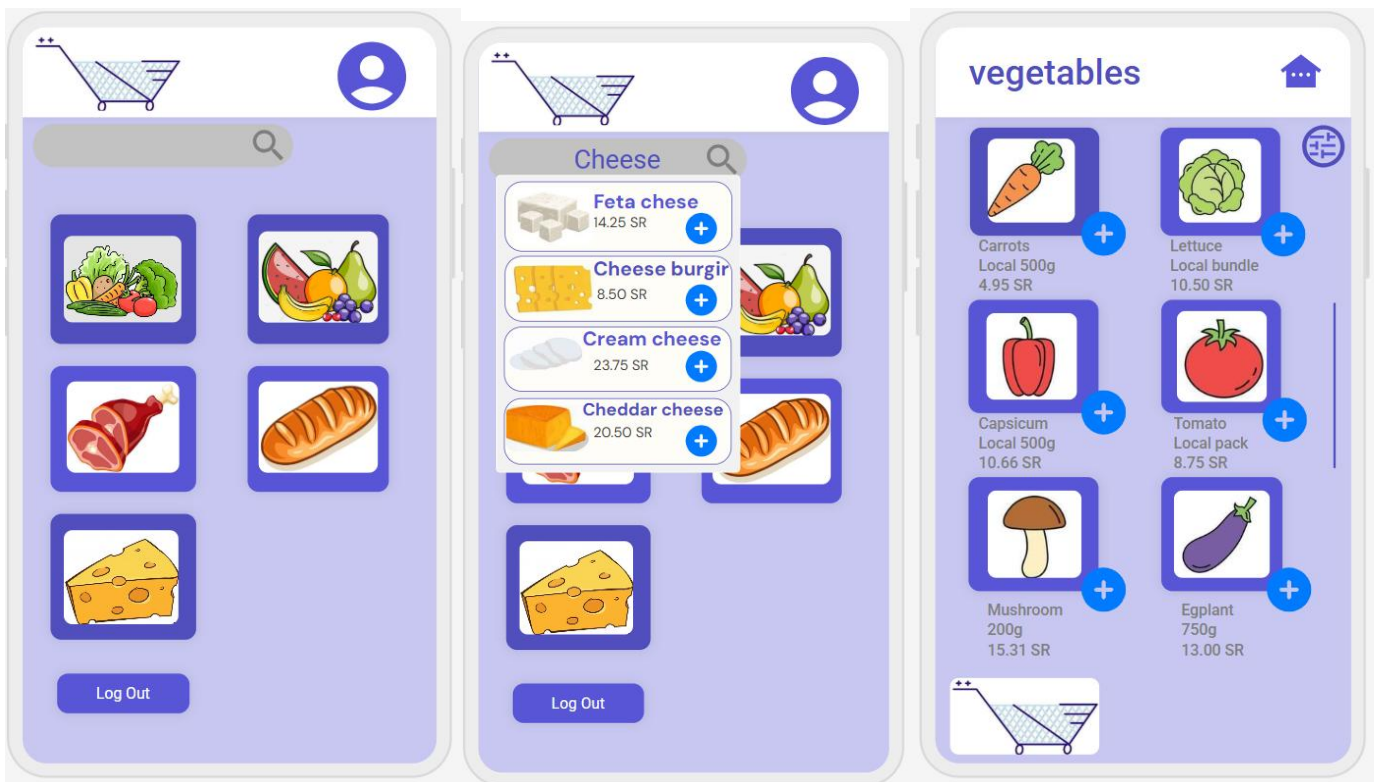 Log Out
Cheese
Feta chese
14.25 SR
Cheese burgir
8.50 SR
Cream cheese
23.75 SR
Cheddar cheese
20.50 SR
Log Out
vegetables
Carrots
Local 500g
4.95 SR
Lettuce
Local bundle
10.50 SR
Capsicum
Local 500g
10.66 SR
Tomato
Local pack
8.75 SR
Mushroom
200g
15.31 SR
Egplant
750g
13.00 SR